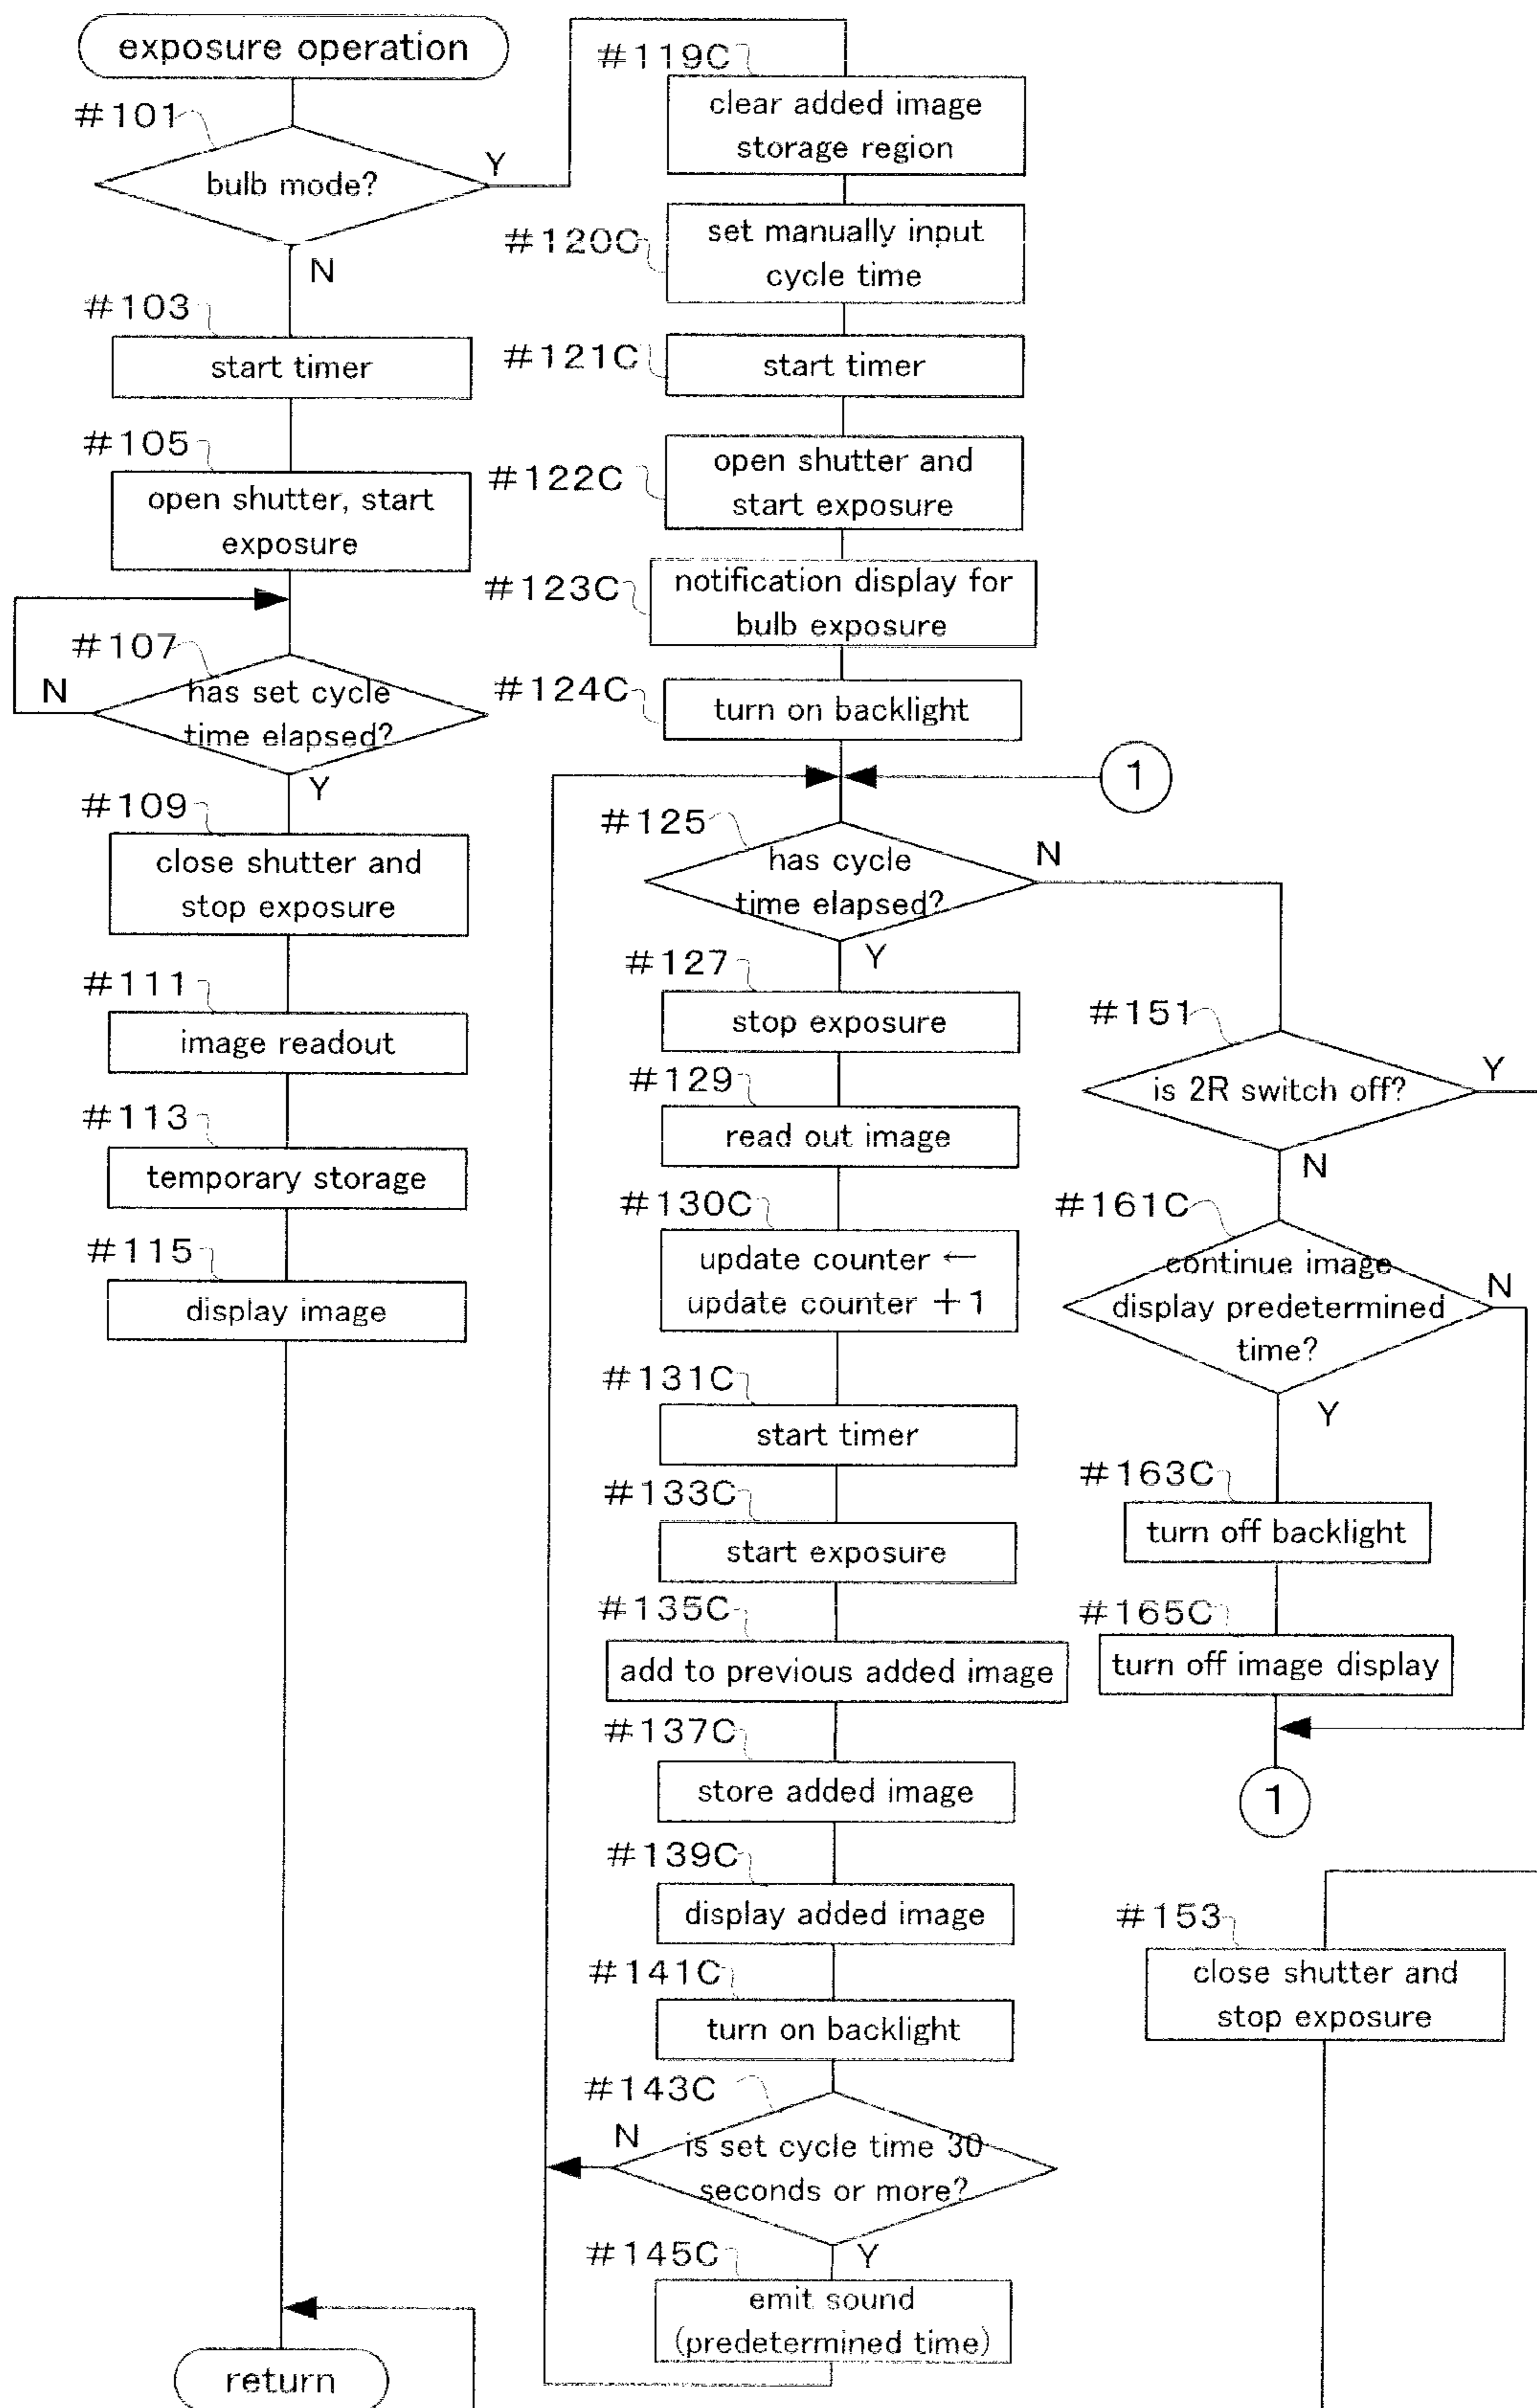 exposure operation
#101
bulb mode?
Y
N
#103
start timer
#105
open shutter, start
exposure
#107
N
has set cycle
time elapsed?
Y
#109
close shutter and
stop exposure
#111
image readout
#113
temporary storage
#115
display image
return
#119C
clear added image
storage region
#120C
set manually input
cycle time
#121C
start timer
#122C
open shutter and
start exposure
#123C
notification display for
bulb exposure
#124C
turn on backlight
1
#125
has cycle
time elapsed?
N
Y
#127
stop exposure
#129
read out image
#130C
update counter ←
update counter +1
#131C
start timer
#133C
start exposure
#135C
add to previous added image
#137C
store added image
#139C
display added image
#141C
turn on backlight
#143C
N
is set cycle time 30
seconds or more?
Y
#145C
emit sound
(predetermined time)
#151
is 2R switch off?
Y
N
#161C
continue image
display predetermined
time?
N
Y
#163C
turn off backlight
#165C
turn off image display
1
#153
close shutter and
stop exposure